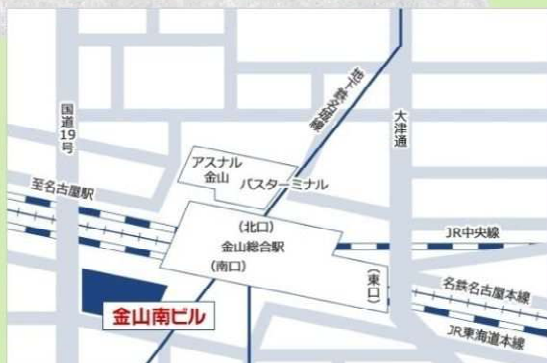 国道19号
地下鉄名城線
大津通
アスナル
金山
バスターミナル
至名古屋駅
(北口)
金山総合駅
(南口)
(東口)
JR中央線
名鉄名古屋本線
JR東海道本線
金山南ビル